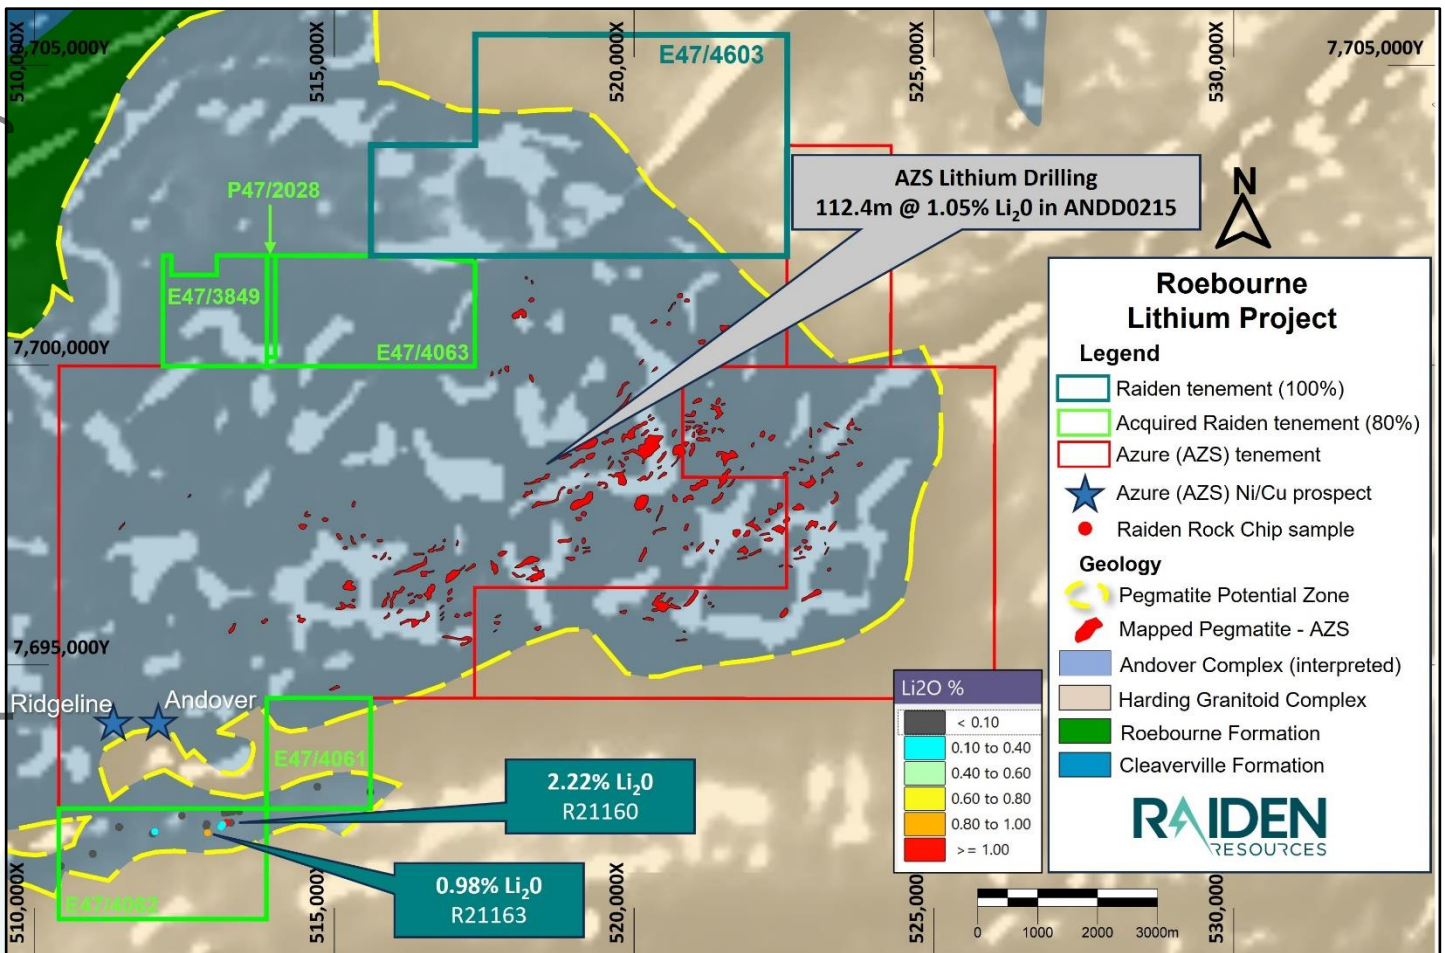 7,705,000Y
510,000X
515,000X
520,000X
525,000X
530,000X
7,705,000Y
E47/4603
P47/2028
AZS Lithium Drilling
112.4m @ 1.05% Li₂0 in ANDD0215
N
E47/3849
E47/4063
7,700,000Y
7,695,000Y
Ridgeline
Andover
E47/4061
2.22% Li₂0
R21160
0.98% Li₂0
R21163
E47/4062
510,000X
515,000X
520,000X
525,000X
530,000X
Li2O %
< 0.10
0.10 to 0.40
0.40 to 0.60
0.60 to 0.80
0.80 to 1.00
>= 1.00
Roebourne
Lithium Project
Legend
Raiden tenement (100%)
Acquired Raiden tenement (80%)
Azure (AZS) tenement
Azure (AZS) Ni/Cu prospect
Raiden Rock Chip sample
Geology
Pegmatite Potential Zone
Mapped Pegmatite - AZS
Andover Complex (interpreted)
Harding Granitoid Complex
Roebourne Formation
Cleaverville Formation
RAIDEN
RESOURCES
0 1000 2000 3000m